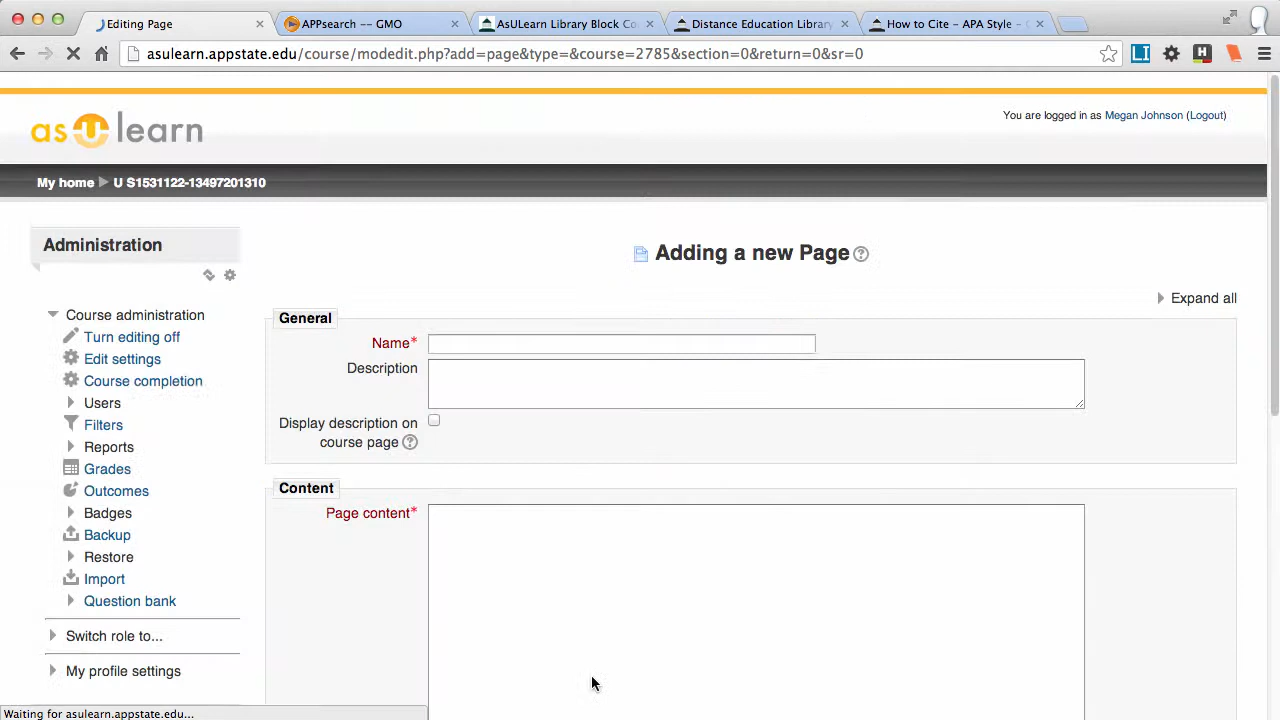 Editing Page
APPsearch -- GMO
AsULearn Library Block Co
Distance Education Library
How to Cite - APA Style -
asulearn.appstate.edu/course/modedit.php?add=page&type=&course=2785&section=0&return=0&sr=0
asUlearn
You are logged in as Megan Johnson (Logout)
My home
U S1531122-13497201310
Administration
Course administration
Turn editing off
Edit settings
Course completion
Users
Filters
Reports
Grades
Outcomes
Badges
Backup
Restore
Import
Question bank
Switch role to...
My profile settings
Adding a new Page
Expand all
General
Name*
Description
Display description on
course page
Content
Page content*
Waiting for asulearn.appstate.edu...